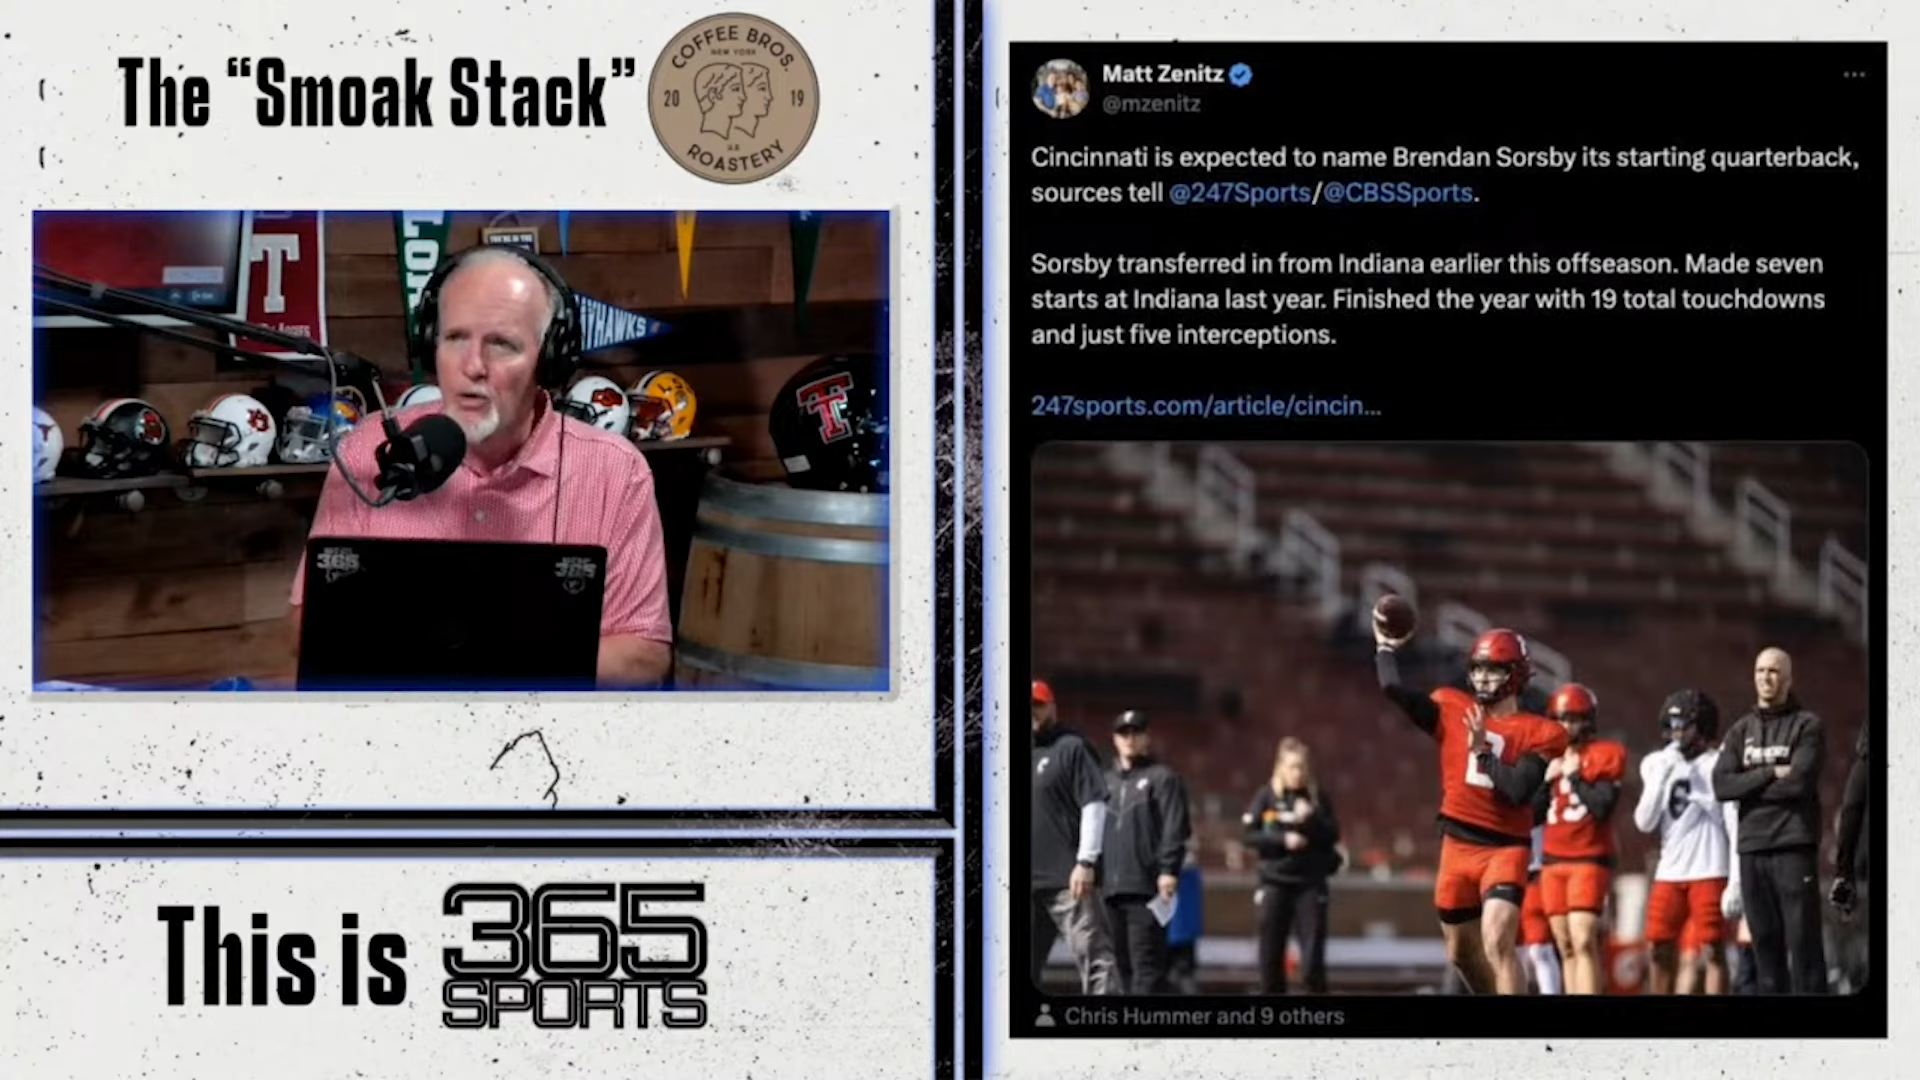 The “Smoak Stack”
COFFEE BROS.
NEW YORK
20 19
ROASTERY
T
AYHAWKS
This is
365
SPORTS
Matt Zenitz
@mzenitz
Cincinnati is expected to name Brendan Sorsby its starting quarterback,
sources tell @247Sports/@CBSSports.
Sorsby transferred in from Indiana earlier this offseason. Made seven
starts at Indiana last year. Finished the year with 19 total touchdowns
and just five interceptions.
247sports.com/article/cincin...
2
Chris Hummer and 9 others